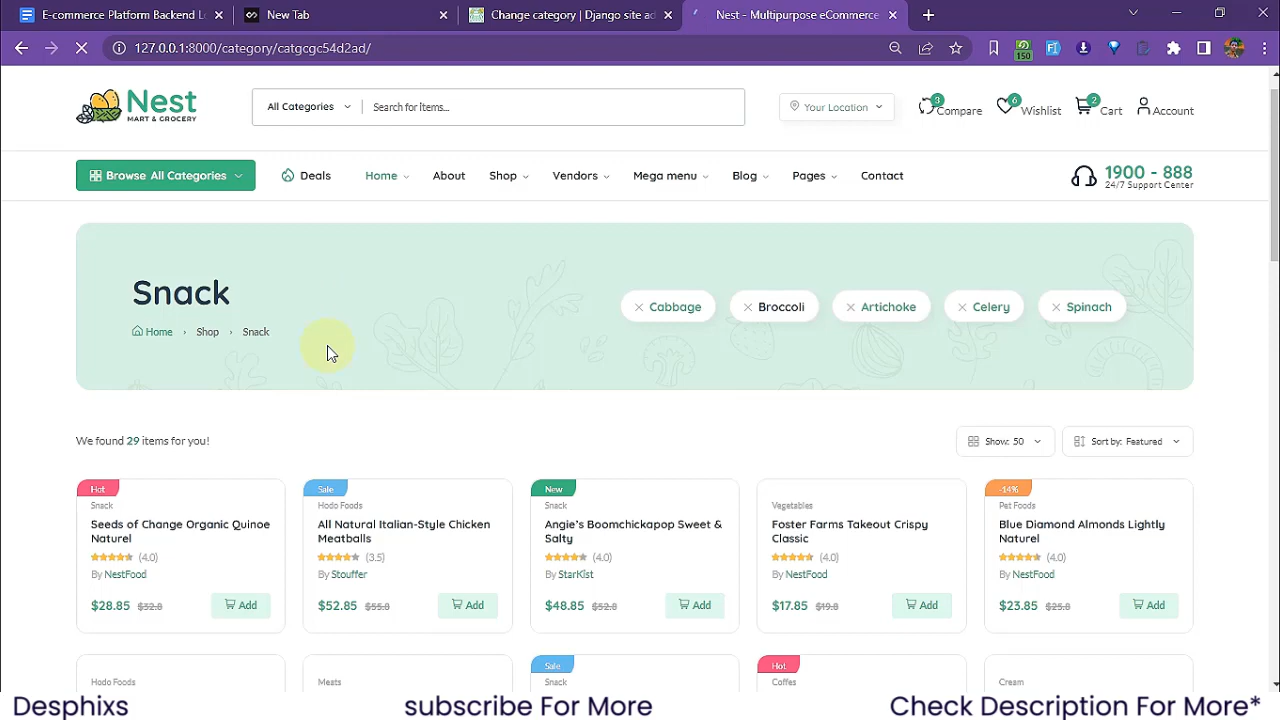 E-commerce Platform Backend Lo
New Tab
Change category | Django site ad
Nest - Multipurpose eCommerce
127.0.0.1:8000/category/catgcgc54d2ad/
150
Nest
MART & GROCERY
All Categories
Search for items...
Your Location
3
Compare
6
Wishlist
2
Cart
Account
Browse All Categories
Deals
Home
About
Shop
Vendors
Mega menu
Blog
Pages
Contact
1900 - 888
24/7 Support Center
Snack
Home
Shop
Snack
Cabbage
Broccoli
Artichoke
Celery
Spinach
We found 29 items for you!
Show: 50
Sort by: Featured
Hot
Snack
Seeds of Change Organic Quinoe
Naturel
(4.0)
By NestFood
$28.85 $32.8
Add
Sale
Hodo Foods
All Natural Italian-Style Chicken
Meatballs
(3.5)
By Stouffer
$52.85 $55.8
Add
New
Snack
Angie's Boomchickapop Sweet &
Salty
(4.0)
By StarKist
$48.85 $52.8
Add
Vegetables
Foster Farms Takeout Crispy
Classic
(4.0)
By NestFood
$17.85 $19.8
Add
-14%
Pet Foods
Blue Diamond Almonds Lightly
Naturel
(4.0)
By NestFood
$23.85 $25.8
Add
Hodo Foods
Meats
Sale
Snack
Hot
Coffes
Cream
Desphixs
subscribe For More
Check Description For More*